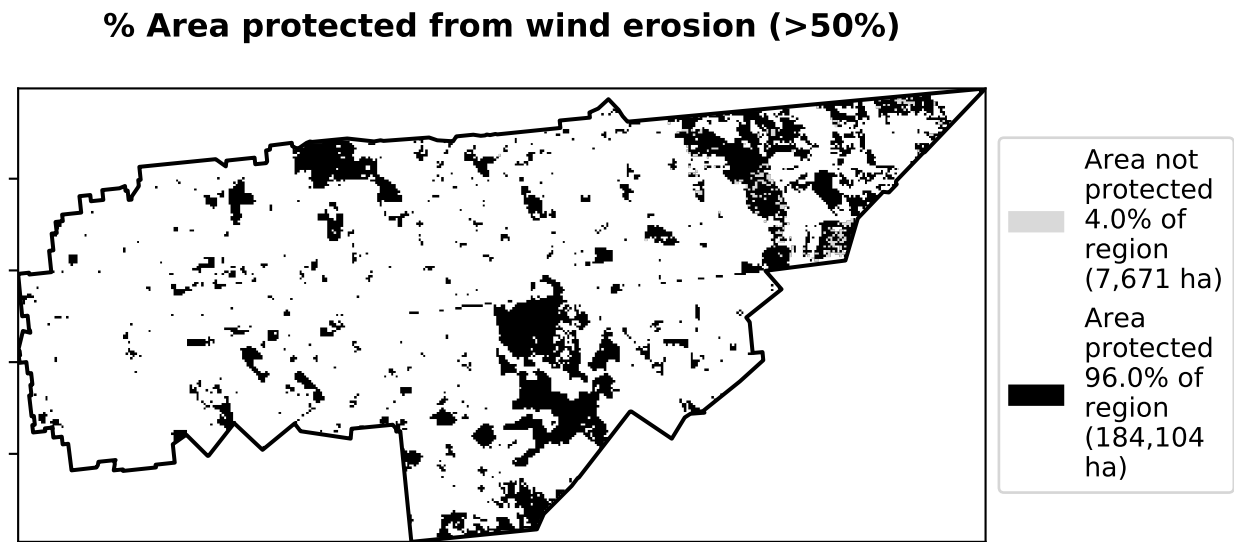 % Area protected from wind erosion (>50%)
Area not
protected
4.0% of
region
(7,671 ha)
Area
protected
96.0% of
region
(184,104
ha)